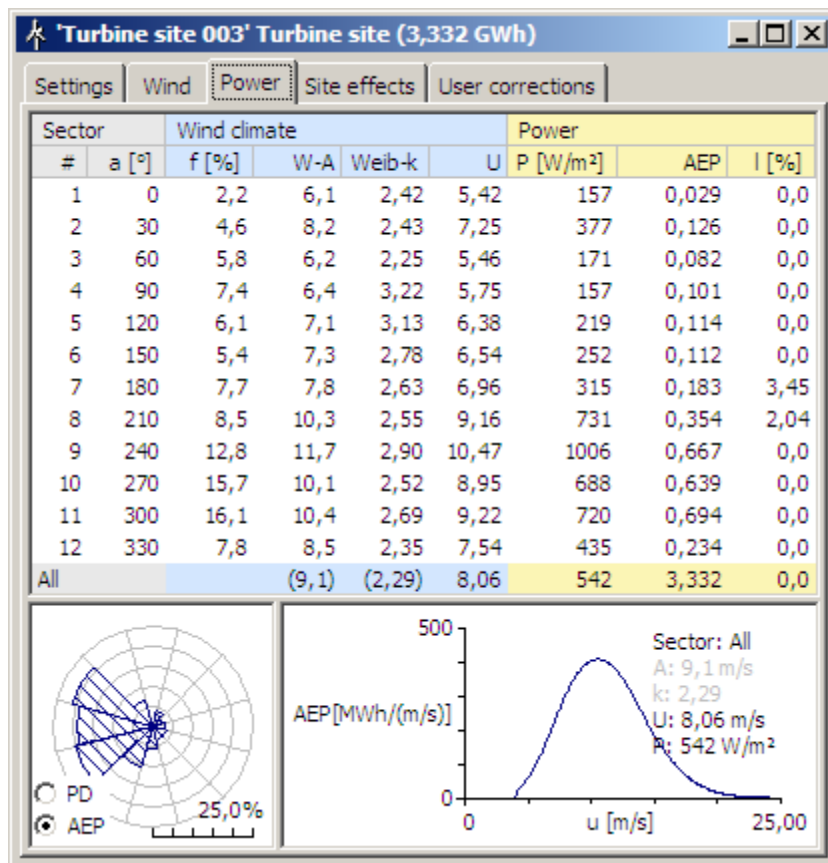 'Turbine site 003' Turbine site (3,332 GWh)
Settings Wind Power Site effects User corrections
Sector Wind climate Power
# a [°] f [%] W-A Weib-k U P [W/m²] AEP l [%]
1 0 2,2 6,1 2,42 5,42 157 0,029 0,0
2 30 4,6 8,2 2,43 7,25 377 0,126 0,0
3 60 5,8 6,2 2,25 5,46 171 0,082 0,0
4 90 7,4 6,4 3,22 5,75 157 0,101 0,0
5 120 6,1 7,1 3,13 6,38 219 0,114 0,0
6 150 5,4 7,3 2,78 6,54 252 0,112 0,0
7 180 7,7 7,8 2,63 6,96 315 0,183 3,45
8 210 8,5 10,3 2,55 9,16 731 0,354 2,04
9 240 12,8 11,7 2,90 10,47 1006 0,667 0,0
10 270 15,7 10,1 2,52 8,95 688 0,639 0,0
11 300 16,1 10,4 2,69 9,22 720 0,694 0,0
12 330 7,8 8,5 2,35 7,54 435 0,234 0,0
All (9,1) (2,29) 8,06 542 3,332 0,0
PD
AEP
25,0%
500
Sector: All
A: 9,1 m/s
k: 2,29
AEP[MWh/(m/s)]
U: 8,06 m/s
P: 542 W/m²
0
0 u [m/s] 25,00